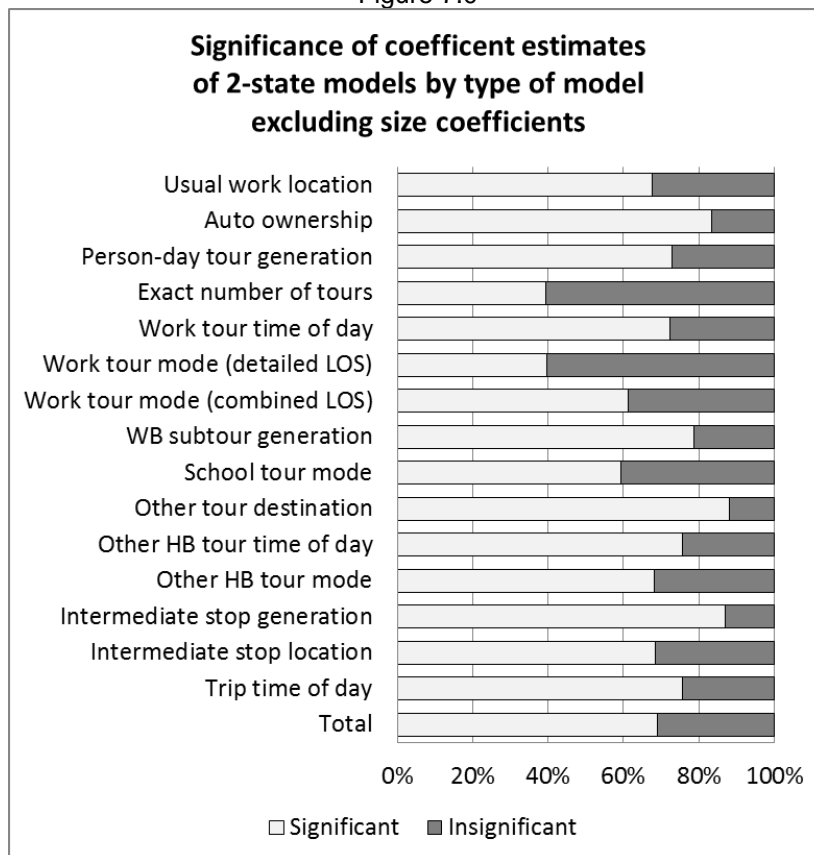 Significance of coefficent estimates
of 2-state models by type of model
excluding size coefficients
Usual work location
Auto ownership
Person-day tour generation
Exact number of tours
Work tour time of day
Work tour mode (detailed LOS)
Work tour mode (combined LOS)
WB subtour generation
School tour mode
Other tour destination
Other HB tour time of day
Other HB tour mode
Intermediate stop generation
Intermediate stop location
Trip time of day
Total
0% 20% 40% 60% 80% 100%
Significant Insignificant